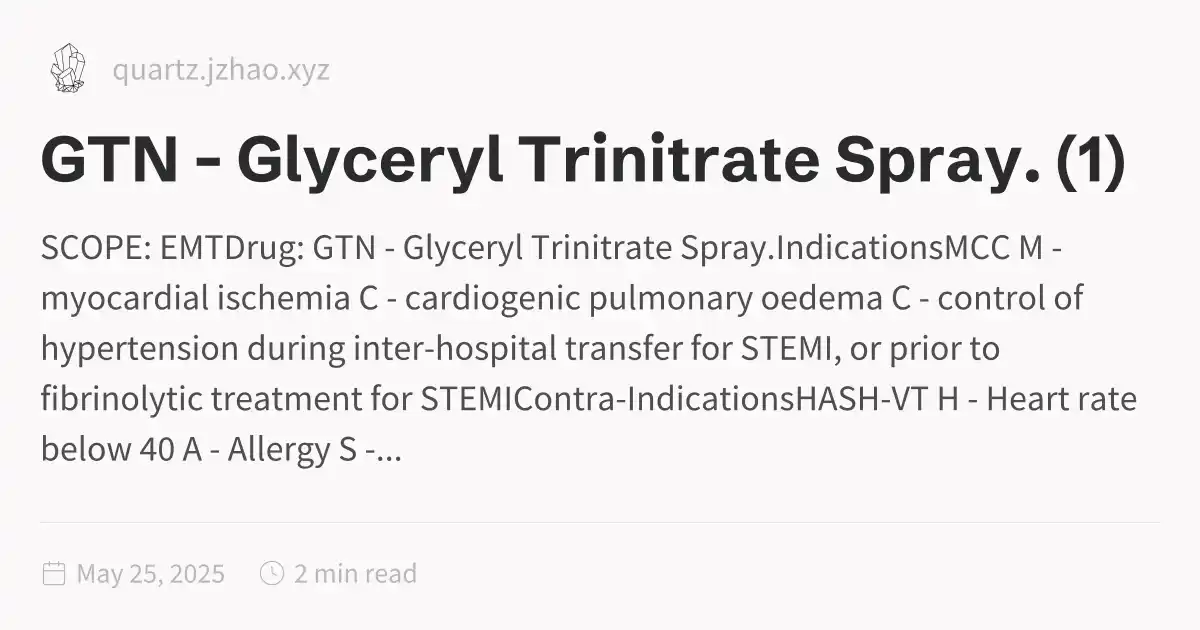 quartz.jzhao.xyz
GTN - Glyceryl Trinitrate Spray. (1)
SCOPE: EMTDrug: GTN - Glyceryl Trinitrate Spray.IndicationsMCC M -
myocardial ischemia C - cardiogenic pulmonary oedema C - control of
hypertension during inter-hospital transfer for STEMI, or prior to
fibrinolytic treatment for STEMIContra-IndicationsHASH-VT H - Heart rate
below 40 A - Allergy S -...
May 25, 2025 2 min read